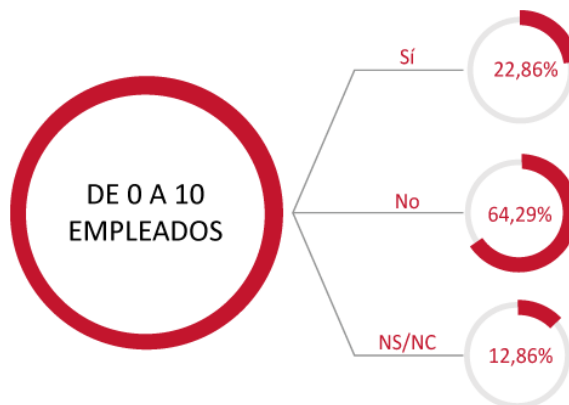 DE 0 A 10
EMPLEADOS
Sí
22,86%
No
64,29%
NS/NC
12,86%